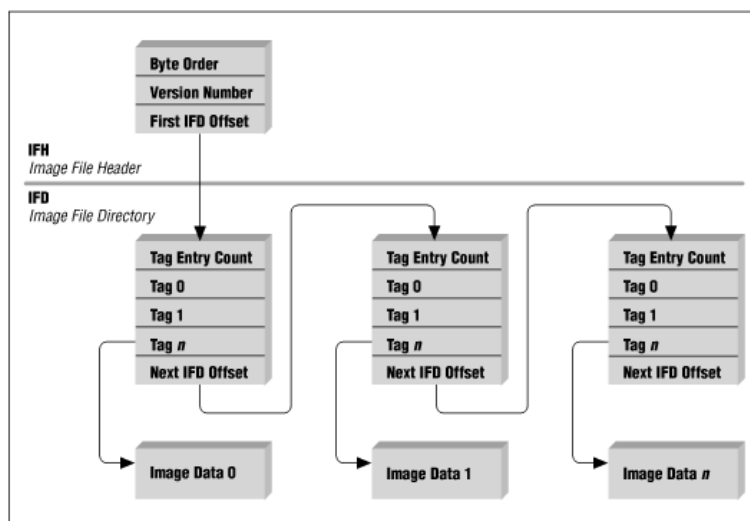 Byte Order
Version Number
First IFD Offset
IFH
Image File Header
IFD
Image File Directory
Tag Entry Count
Tag 0
Tag 1
Tag n
Next IFD Offset
Image Data 0
Tag Entry Count
Tag 0
Tag 1
Tag n
Next IFD Offset
Image Data 1
Tag Entry Count
Tag 0
Tag 1
Tag n
Next IFD Offset
Image Data n